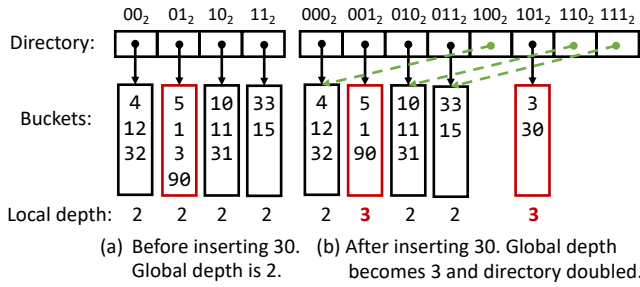 00₂ 01₂ 10₂ 11₂ 000₂ 001₂ 010₂ 011₂ 100₂ 101₂ 110₂ 111₂
Directory:
Buckets:
4 5 10 33 4 5 10 33 3
12 1 11 15 12 1 11 15 30
32 3 31 32 90 31
90
Local depth: 2 2 2 2 2 3 2 2 3
(a) Before inserting 30.
Global depth is 2.
(b) After inserting 30. Global depth
becomes 3 and directory doubled.